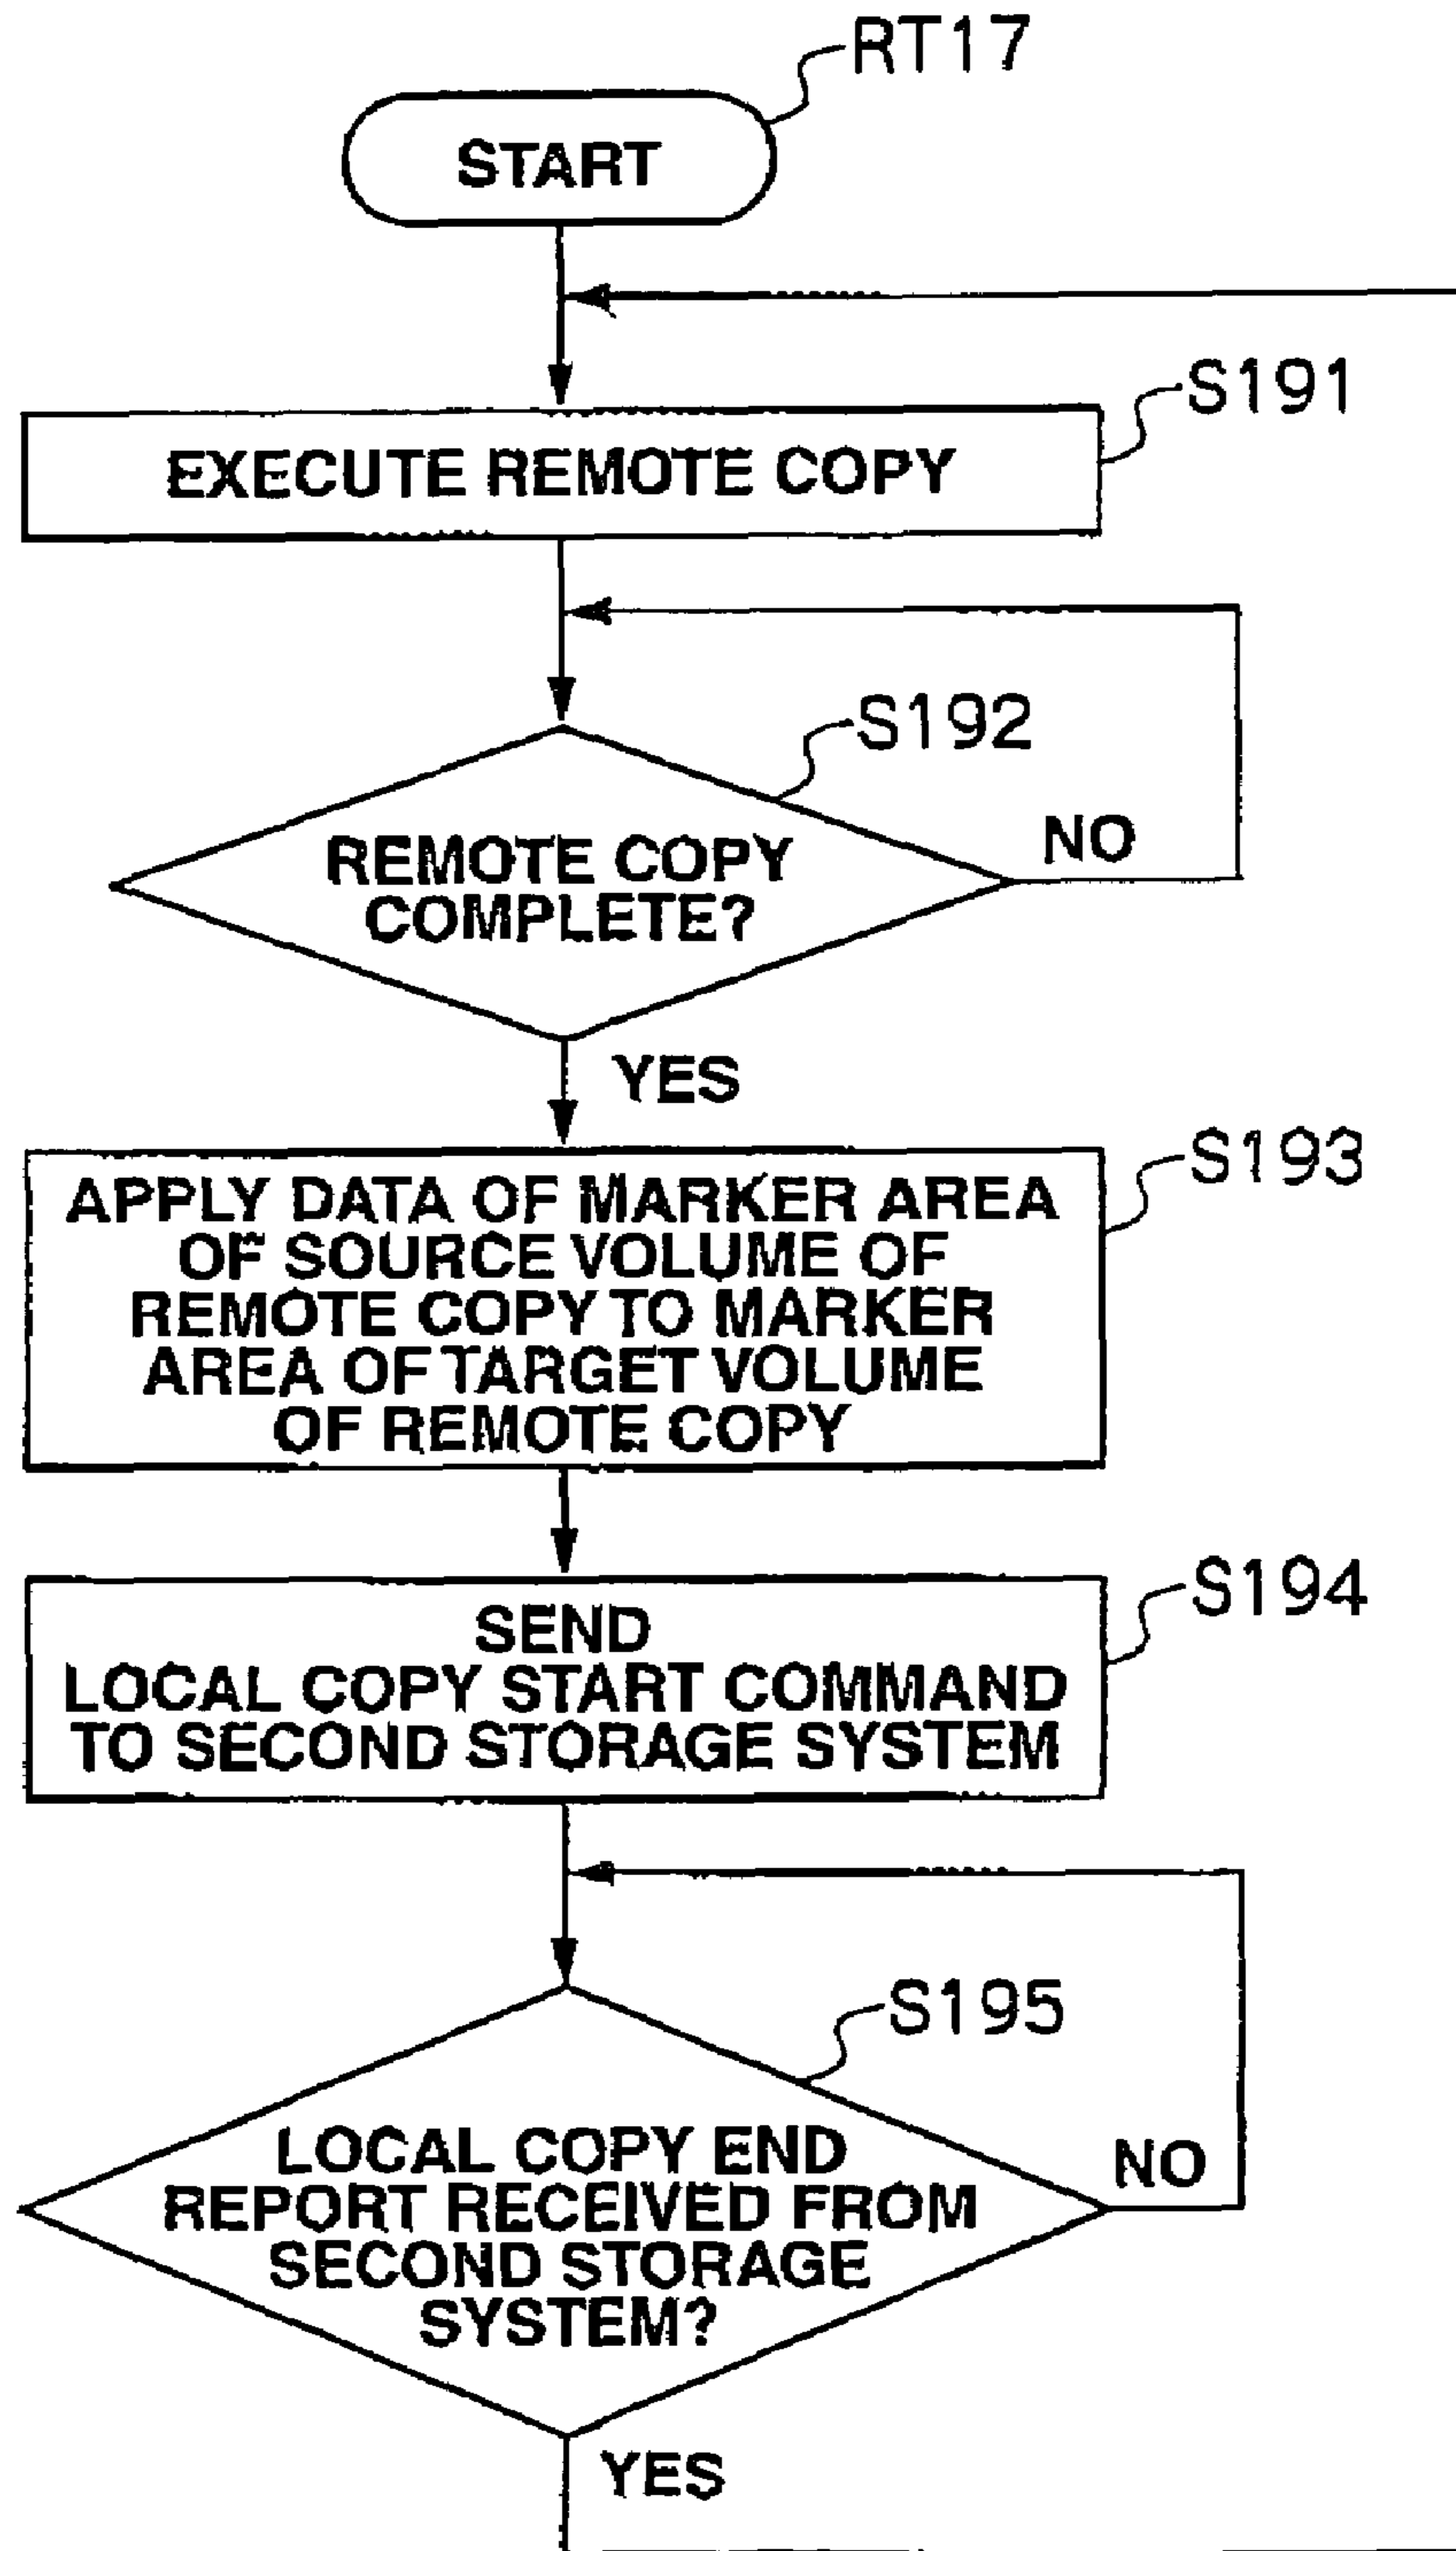 RT17
START
S191
EXECUTE REMOTE COPY
S192
REMOTE COPY
COMPLETE?
NO
YES
S193
APPLY DATA OF MARKER AREA
OF SOURCE VOLUME OF
REMOTE COPY TO MARKER
AREA OF TARGET VOLUME
OF REMOTE COPY
S194
SEND
LOCAL COPY START COMMAND
TO SECOND STORAGE SYSTEM
S195
LOCAL COPY END
REPORT RECEIVED FROM
SECOND STORAGE
SYSTEM?
NO
YES